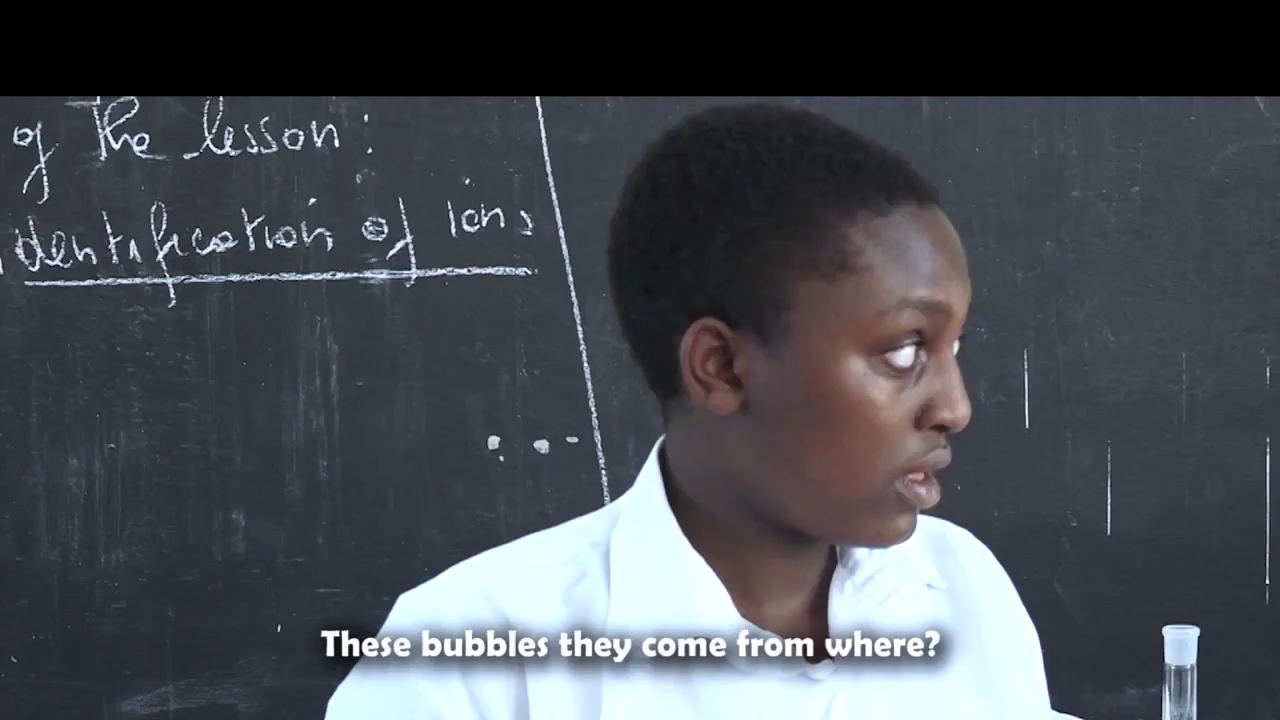 of the lesson:
identification of ions
These bubbles they come from where?